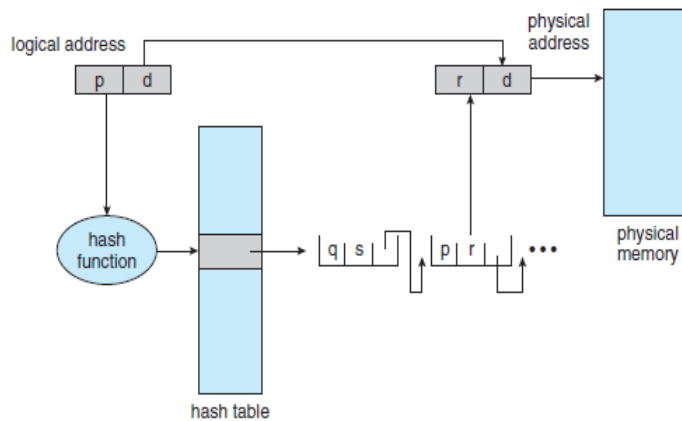 logical address
physical
address
p d
r d
hash
function
q s
p r
•••
physical
memory
hash table